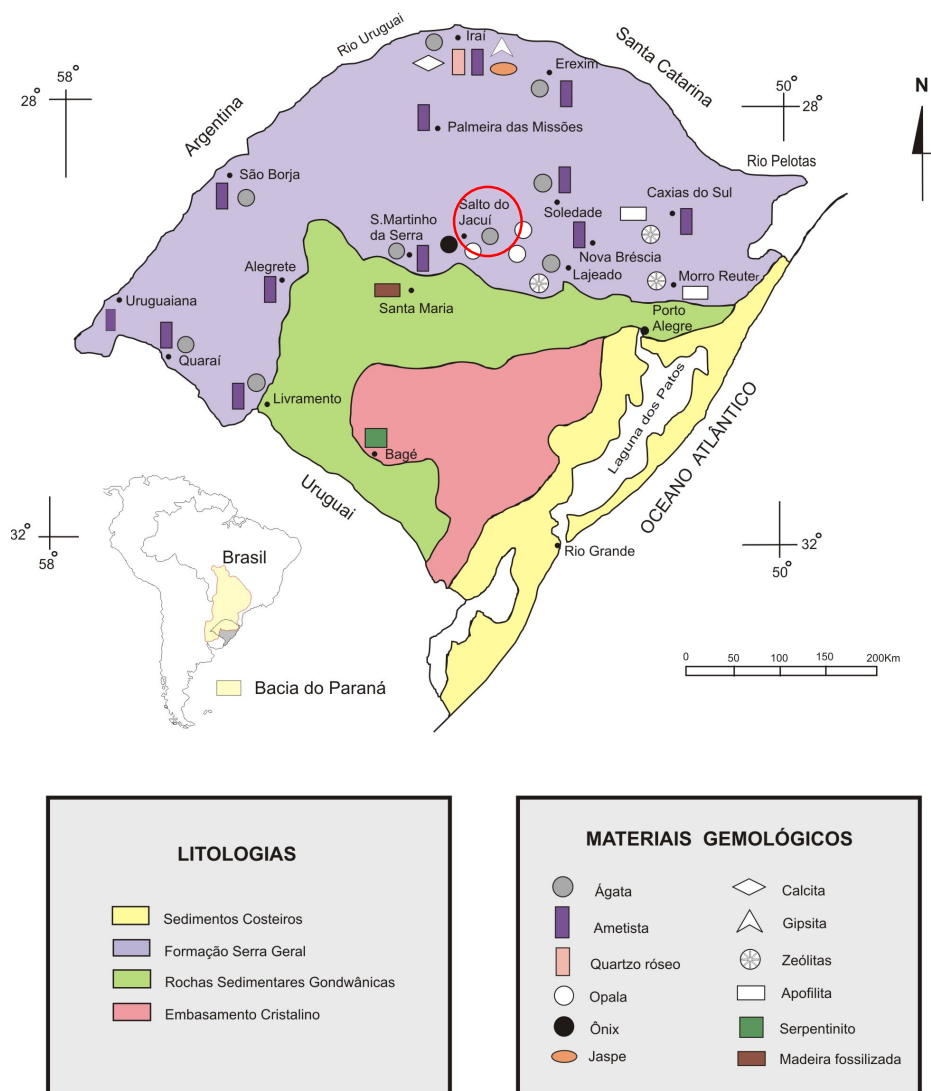 Rio Uruguai
Iraí
Santa Catarina
Erexim
58°
28°
50°
28°
N
Argentina
Palmeira das Missões
Rio Pelotas
São Borja
Salto do
Jacuí
Soledade
Caxias do Sul
S.Martinho
da Serra
Nova Bréscia
Lajeado
Morro Reuter
Alegrete
Uruguaiana
Santa Maria
Porto
Alegre
Quaraí
Livramento
Laguna dos Patos
OCEANO ATLÂNTICO
Bagé
Uruguai
32°
58°
Rio Grande
32°
50°
Brasil
Bacia do Paraná
0 50 100 150 200Km
LITOLOGIAS
Sedimentos Costeiros
Formação Serra Geral
Rochas Sedimentares Gondwânicas
Embasamento Cristalino
MATERIAIS GEMOLÓGICOS
Ágata
Ametista
Quartzo róseo
Opala
Ônix
Jaspe
Calcita
Gipsita
Zeólitas
Apofilita
Serpentinito
Madeira fossilizada